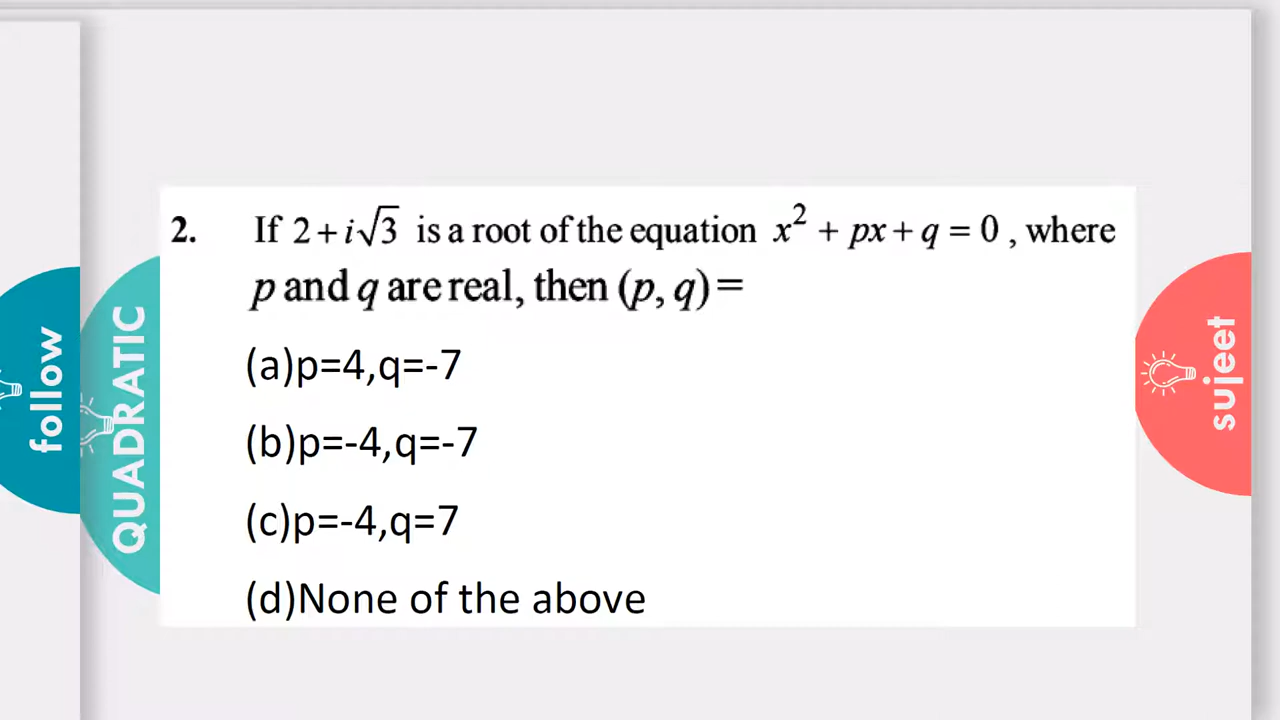 follow
QUADRATIC
2. If 2 + i√3 is a root of the equation x² + px + q = 0 , where
p and q are real, then (p, q) =
(a)p=4,q=-7
(b)p=-4,q=-7
(c)p=-4,q=7
(d)None of the above
sujeet